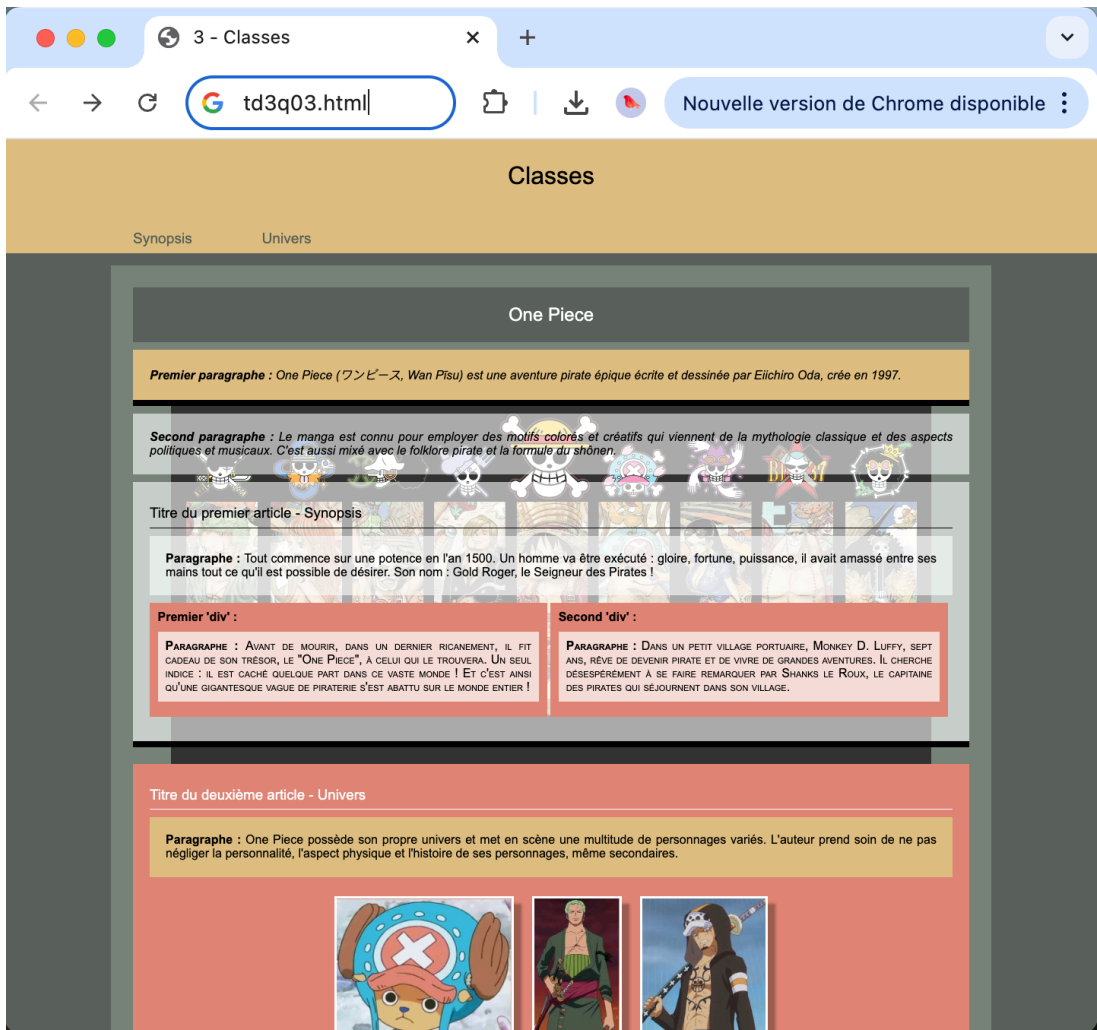 3 - Classes
td3q03.html
Nouvelle version de Chrome disponible
Classes
Synopsis Univers
One Piece
Premier paragraphe : One Piece (ワンピース, Wan Pīsu) est une aventure pirate épique écrite et dessinée par Eiichiro Oda, crée en 1997.
Second paragraphe : Le manga est connu pour employer des motifs colorés et créatifs qui viennent de la mythologie classique et des aspects
politiques et musicaux. C'est aussi mixé avec le folklore pirate et la formule du shônen.
Titre du premier article - Synopsis
Paragraphe : Tout commence sur une potence en l'an 1500. Un homme va être exécuté : gloire, fortune, puissance, il avait amassé entre ses
mains tout ce qu'il est possible de désirer. Son nom : Gold Roger, le Seigneur des Pirates !
Premier 'div' :
Paragraphe : Avant de mourir, dans un dernier ricanement, il fit
cadeau de son trésor, le "One Piece", à celui qui le trouvera. Un seul
indice : il est caché quelque part dans ce vaste monde ! Et c'est ainsi
qu'une gigantesque vague de piraterie s'est abattu sur le monde entier !
Second 'div' :
Paragraphe : Dans un petit village portuaire, Monkey D. Luffy, sept
ans, rêve de devenir pirate et de vivre de grandes aventures. Il cherche
désespérément à se faire remarquer par Shanks le Roux, le capitaine
des pirates qui séjournent dans son village.
Titre du deuxième article - Univers
Paragraphe : One Piece possède son propre univers et met en scène une multitude de personnages variés. L'auteur prend soin de ne pas
négliger la personnalité, l'aspect physique et l'histoire de ses personnages, même secondaires.